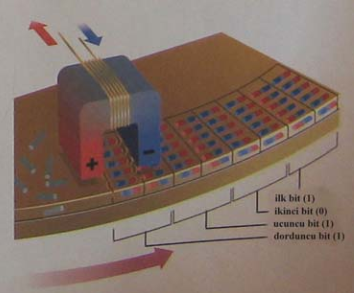 +
-
ilk bit (1)
ikinci bit (0)
ucuncu bit (1)
dorduncu bit (1)